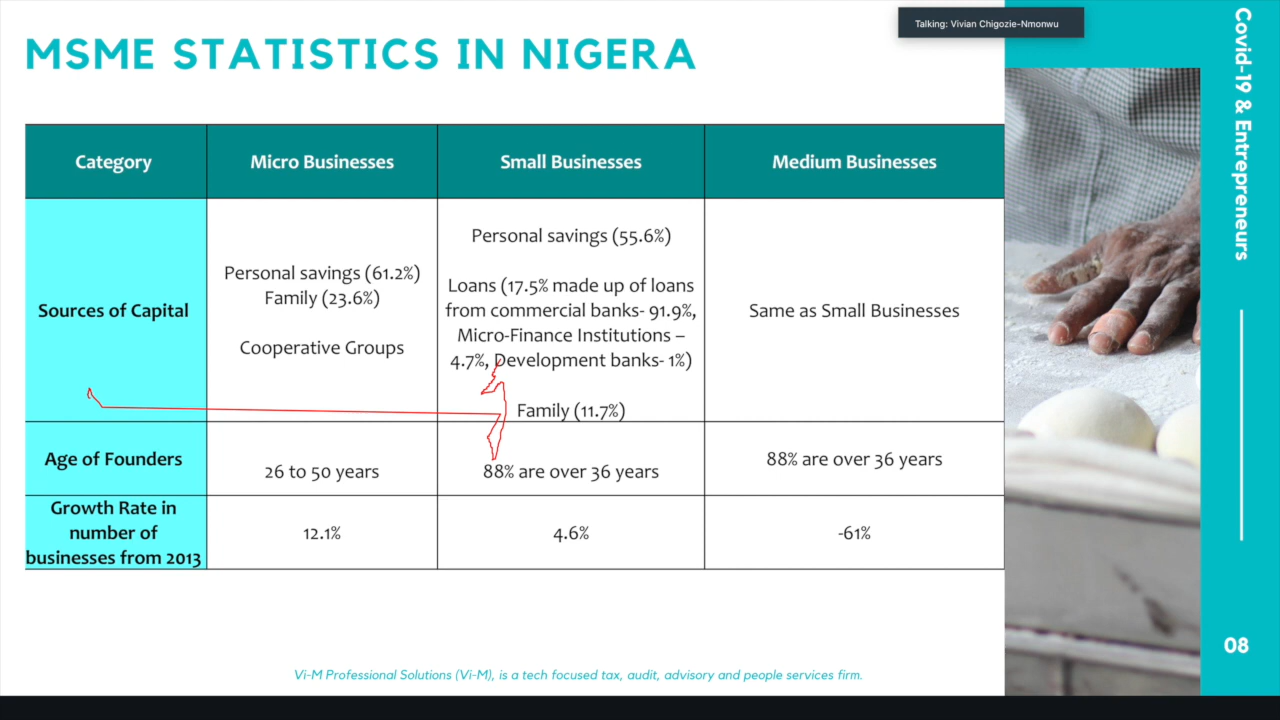 Talking: Vivian Chigozie-Nmonwu
MSME STATISTICS IN NIGERA
Category
Micro Businesses
Small Businesses
Medium Businesses
Sources of Capital
Personal savings (61.2%)
Family (23.6%)
Cooperative Groups
Personal savings (55.6%)
Loans (17.5% made up of loans
from commercial banks- 91.9%,
Micro-Finance Institutions –
4.7%, Development banks- 1%)
Family (11.7%)
Same as Small Businesses
Age of Founders
26 to 50 years
88% are over 36 years
88% are over 36 years
Growth Rate in
number of
businesses from 2013
12.1%
4.6%
-61%
Vi-M Professional Solutions (Vi-M), is a tech focused tax, audit, advisory and people services firm.
Covid-19 & Entrepreneurs
08